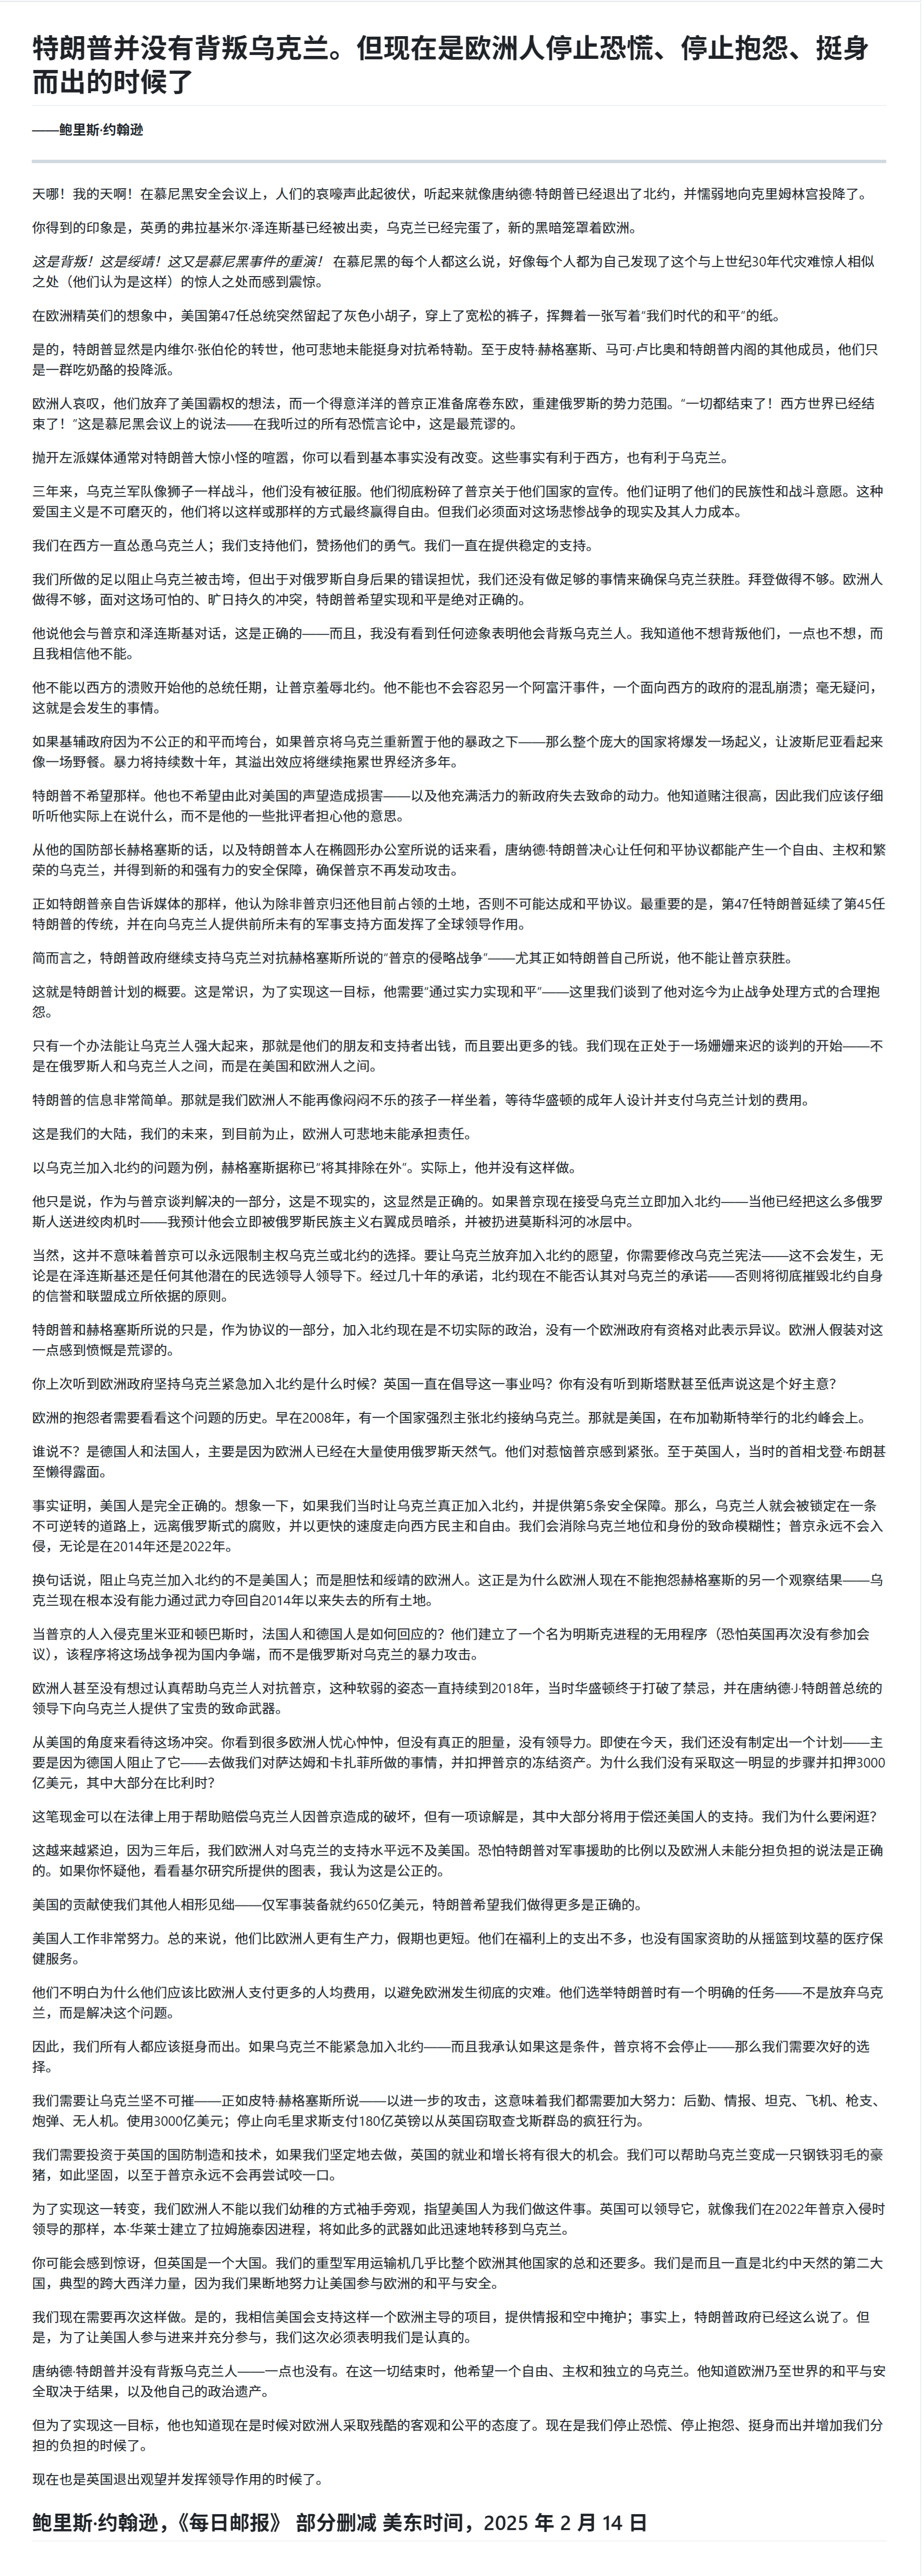 特朗普并没有背叛乌克兰。但现在是欧洲人停止恐慌、停止抱怨、挺身
而出的时候了
——鲍里斯·约翰逊
天哪！我的天啊！在慕尼黑安全会议上，人们的哀嚎声此起彼伏，听起来就像唐纳德·特朗普已经退出了北约，并懦弱地向克里姆林宫投降了。
你得到的印象是，英勇的弗拉基米尔·泽连斯基已经被出卖，乌克兰已经完蛋了，新的黑暗笼罩着欧洲。
这是背叛！这是绥靖！这又是慕尼黑事件的重演！ 在慕尼黑的每个人都这么说，好像每个人都为自己发现了这个与上世纪30年代灾难惊人相似
之处（他们认为是这样）的惊人之处而感到震惊。
在欧洲精英们的想象中，美国第47任总统突然留起了灰色小胡子，穿上了宽松的裤子，挥舞着一张写着“我们时代的和平”的纸。
是的，特朗普显然是内维尔·张伯伦的转世，他可悲地未能挺身对抗希特勒。至于皮特·赫格塞斯、马可·卢比奥和特朗普内阁的其他成员，他们只
是一群吃奶酪的投降派。
欧洲人哀叹，他们放弃了美国霸权的想法，而一个得意洋洋的普京正准备席卷东欧，重建俄罗斯的势力范围。“一切都结束了！西方世界已经结
束了！”这是慕尼黑会议上的说法——在我听过的所有恐慌言论中，这是最荒谬的。
抛开左派媒体通常对特朗普大惊小怪的喧嚣，你可以看到基本事实没有改变。这些事实有利于西方，也有利于乌克兰。
三年来，乌克兰军队像狮子一样战斗，他们没有被征服。他们彻底粉碎了普京关于他们国家的宣传。他们证明了他们的民族性和战斗意愿。这种
爱国主义是不可磨灭的，他们将以这样或那样的方式最终赢得自由。但我们必须面对这场悲惨战争的现实及其人力成本。
我们在西方一直怂恿乌克兰人；我们支持他们，赞扬他们的勇气。我们一直在提供稳定的支持。
我们所做的足以阻止乌克兰被击垮，但出于对俄罗斯自身后果的错误担忧，我们还没有做足够的事情来确保乌克兰获胜。拜登做得不够。欧洲人
做得不够，面对这场可怕的、旷日持久的冲突，特朗普希望实现和平是绝对正确的。
他说他会与普京和泽连斯基对话，这是正确的——而且，我没有看到任何迹象表明他会背叛乌克兰人。我知道他不想背叛他们，一点也不想，而
且我相信他不能。
他不能以西方的溃败开始他的总统任期，让普京羞辱北约。他不能也不会容忍另一个阿富汗事件，一个面向西方的政府的混乱崩溃；毫无疑问，
这就是会发生的事情。
如果基辅政府因为不公正的和平而垮台，如果普京将乌克兰重新置于他的暴政之下——那么整个庞大的国家将爆发一场起义，让波斯尼亚看起来
像一场野餐。暴力将持续数十年，其溢出效应将继续拖累世界经济多年。
特朗普不希望那样。他也不希望由此对美国的声望造成损害——以及他充满活力的新政府失去致命的动力。他知道赌注很高，因此我们应该仔细
听听他实际上在说什么，而不是他的一些批评者担心他的意思。
从他的国防部长赫格塞斯的话，以及特朗普本人在椭圆形办公室所说的话来看，唐纳德·特朗普决心让任何和平协议都能产生一个自由、主权和繁
荣的乌克兰，并得到新的和强有力的安全保障，确保普京不再发动攻击。
正如特朗普亲自告诉媒体的那样，他认为除非普京归还他目前占领的土地，否则不可能达成和平协议。最重要的是，第47任特朗普延续了第45任
特朗普的传统，并在向乌克兰人提供前所未有的军事支持方面发挥了全球领导作用。
简而言之，特朗普政府继续支持乌克兰对抗赫格塞斯所说的“普京的侵略战争”——尤其正如特朗普自己所说，他不能让普京获胜。
这就是特朗普计划的概要。这是常识，为了实现这一目标，他需要“通过实力实现和平”——这里我们谈到了他对迄今为止战争处理方式的合理抱
怨。
只有一个办法能让乌克兰人强大起来，那就是他们的朋友和支持者出钱，而且要出更多的钱。我们现在正处于一场姗姗来迟的谈判的开始——不
是在俄罗斯人和乌克兰人之间，而是在美国和欧洲人之间。
特朗普的信息非常简单。那就是我们欧洲人不能再像闷闷不乐的孩子一样坐着，等待华盛顿的成年人设计并支付乌克兰计划的费用。
这是我们的大陆，我们的未来，到目前为止，欧洲人可悲地未能承担责任。
以乌克兰加入北约的问题为例，赫格塞斯据称已“将其排除在外”。实际上，他并没有这样做。
他只是说，作为与普京谈判解决的一部分，这是不现实的，这显然是正确的。如果普京现在接受乌克兰立即加入北约——当他已经把这么多俄罗
斯人送进绞肉机时——我预计他会立即被俄罗斯民族主义右翼成员暗杀，并被扔进莫斯科河的冰层中。
当然，这并不意味着普京可以永远限制主权乌克兰或北约的选择。要让乌克兰放弃加入北约的愿望，你需要修改乌克兰宪法——这不会发生，无
论是在泽连斯基还是任何其他潜在的民选领导人领导下。经过几十年的承诺，北约现在不能否认其对乌克兰的承诺——否则将彻底摧毁北约自身
的信誉和联盟成立所依据的原则。
特朗普和赫格塞斯所说的只是，作为协议的一部分，加入北约现在是不切实际的政治，没有一个欧洲政府有资格对此表示异议。欧洲人假装对这
一点感到愤慨是荒谬的。
你上次听到欧洲政府坚持乌克兰紧急加入北约是什么时候？英国一直在倡导这一事业吗？你有没有听到斯塔默甚至低声说这是个好主意？
欧洲的抱怨者需要看看这个问题的历史。早在2008年，有一个国家强烈主张北约接纳乌克兰。那就是美国，在布加勒斯特举行的北约峰会上。
谁说不？是德国人和法国人，主要是因为欧洲人已经在大量使用俄罗斯天然气。他们对惹恼普京感到紧张。至于英国人，当时的首相戈登·布朗甚
至懒得露面。
事实证明，美国人是完全正确的。想象一下，如果我们当时让乌克兰真正加入北约，并提供第5条安全保障。那么，乌克兰人就会被锁定在一条
不可逆转的道路上，远离俄罗斯式的腐败，并以更快的速度走向西方民主和自由。我们会消除乌克兰地位和身份的致命模糊性；普京永远不会入
侵，无论是在2014年还是2022年。
换句话说，阻止乌克兰加入北约的不是美国人；而是胆怯和绥靖的欧洲人。这正是为什么欧洲人现在不能抱怨赫格塞斯的另一个观察结果——乌
克兰现在根本没有能力通过武力夺回自2014年以来失去的所有土地。
当普京的人入侵克里米亚和顿巴斯时，法国人和德国人是如何回应的？他们建立了一个名为明斯克进程的无用程序（恐怕英国再次没有参加会
议），该程序将这场战争视为国内争端，而不是俄罗斯对乌克兰的暴力攻击。
欧洲人甚至没有想过认真帮助乌克兰人对抗普京，这种软弱的姿态一直持续到2018年，当时华盛顿终于打破了禁忌，并在唐纳德·J·特朗普总统的
领导下向乌克兰人提供了宝贵的致命武器。
从美国的角度来看待这场冲突。你看到很多欧洲人忧心忡忡，但没有真正的胆量，没有领导力。即使在今天，我们还没有制定出一个计划——主
要是因为德国人阻止了它——去做我们对萨达姆和卡扎菲所做的事情，并扣押普京的冻结资产。为什么我们没有采取这一明显的步骤并扣押3000
亿美元，其中大部分在比利时？
这笔现金可以在法律上用于帮助赔偿乌克兰人因普京造成的破坏，但有一项谅解是，其中大部分将用于偿还美国人的支持。我们为什么要闲逛？
这越来越紧迫，因为三年后，我们欧洲人对乌克兰的支持水平远不及美国。恐怕特朗普对军事援助的比例以及欧洲人未能分担负担的说法是正确
的。如果你怀疑他，看看基尔研究所提供的图表，我认为这是公正的。
美国的贡献使我们其他人相形见绌——仅军事装备就约650亿美元，特朗普希望我们做得更多是正确的。
美国人工作非常努力。总的来说，他们比欧洲人更有生产力，假期也更短。他们在福利上的支出不多，也没有国家资助的从摇篮到坟墓的医疗保
健服务。
他们不明白为什么他们应该比欧洲人支付更多的人均费用，以避免欧洲发生彻底的灾难。他们选举特朗普时有一个明确的任务——不是放弃乌克
兰，而是解决这个问题。
因此，我们所有人都应该挺身而出。如果乌克兰不能紧急加入北约——而且我承认如果这是条件，普京将不会停止——那么我们需要次好的选
择。
我们需要让乌克兰坚不可摧——正如皮特·赫格塞斯所说——以进一步的攻击，这意味着我们都需要加大努力：后勤、情报、坦克、飞机、枪支、
炮弹、无人机。使用3000亿美元；停止向毛里求斯支付180亿英镑以从英国窃取查戈斯群岛的疯狂行为。
我们需要投资于英国的国防制造和技术，如果我们坚定地去做，英国的就业和增长将有很大的机会。我们可以帮助乌克兰变成一只钢铁羽毛的豪
猪，如此坚固，以至于普京永远不会再尝试咬一口。
为了实现这一转变，我们欧洲人不能以我们幼稚的方式袖手旁观，指望美国人为我们做这件事。英国可以领导它，就像我们在2022年普京入侵时
领导的那样，本·华莱士建立了拉姆施泰因进程，将如此多的武器如此迅速地转移到乌克兰。
你可能会感到惊讶，但英国是一个大国。我们的重型军用运输机几乎比整个欧洲其他国家的总和还要多。我们是而且一直是北约中天然的第二大
国，典型的跨大西洋力量，因为我们果断地努力让美国参与欧洲的和平与安全。
我们现在需要再次这样做。是的，我相信美国会支持这样一个欧洲主导的项目，提供情报和空中掩护；事实上，特朗普政府已经这么说了。但
是，为了让美国人参与进来并充分参与，我们这次必须表明我们是认真的。
唐纳德·特朗普并没有背叛乌克兰人——一点也没有。在这一切结束时，他希望一个自由、主权和独立的乌克兰。他知道欧洲乃至世界的和平与安
全取决于结果，以及他自己的政治遗产。
但为了实现这一目标，他也知道现在是时候对欧洲人采取残酷的客观和公平的态度了。现在是我们停止恐慌、停止抱怨、挺身而出并增加我们分
担的负担的时候了。
现在也是英国退出观望并发挥领导作用的时候了。
鲍里斯·约翰逊，《每日邮报》 部分删减 美东时间，2025 年 2 月 14 日